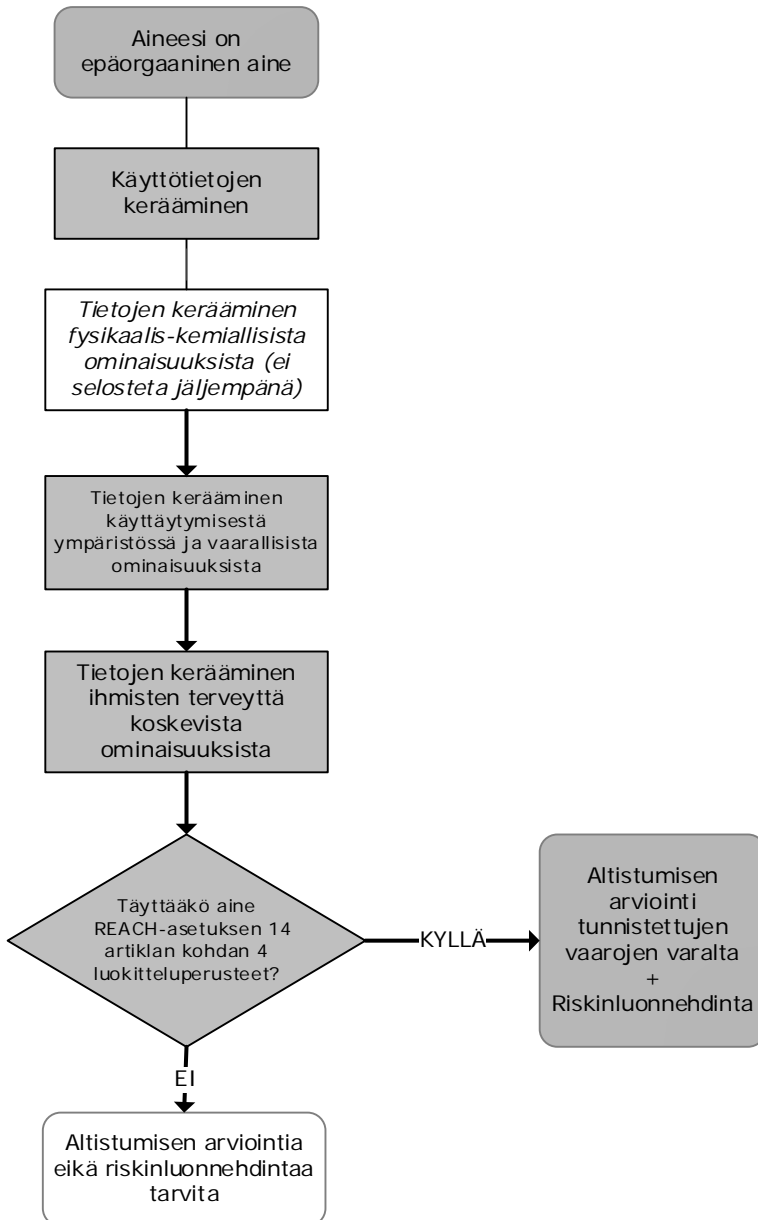 Aineesi on
epäorgaaninen aine
Käyttötietojen
kerääminen
Tietojen kerääminen
fysikaalis-kemiallisista
ominaisuuksista (ei
selosteta jäljempänä)
Tietojen kerääminen
käyttäytymisestä
ympäristössä ja vaarallisista
ominaisuuksista
Tietojen kerääminen
ihmisten terveyttä
koskevista
ominaisuuksista
Täyttääkö aine
REACH-asetuksen 14
artiklan kohdan 4
luokitteluperusteet?
KYLLÄ
Altistumisen
arviointi
tunnistettujen
vaarojen varalta
+
Riskinluonnehdinta
EI
Altistumisen arviointia
eikä riskinluonnehdintaa
tarvita